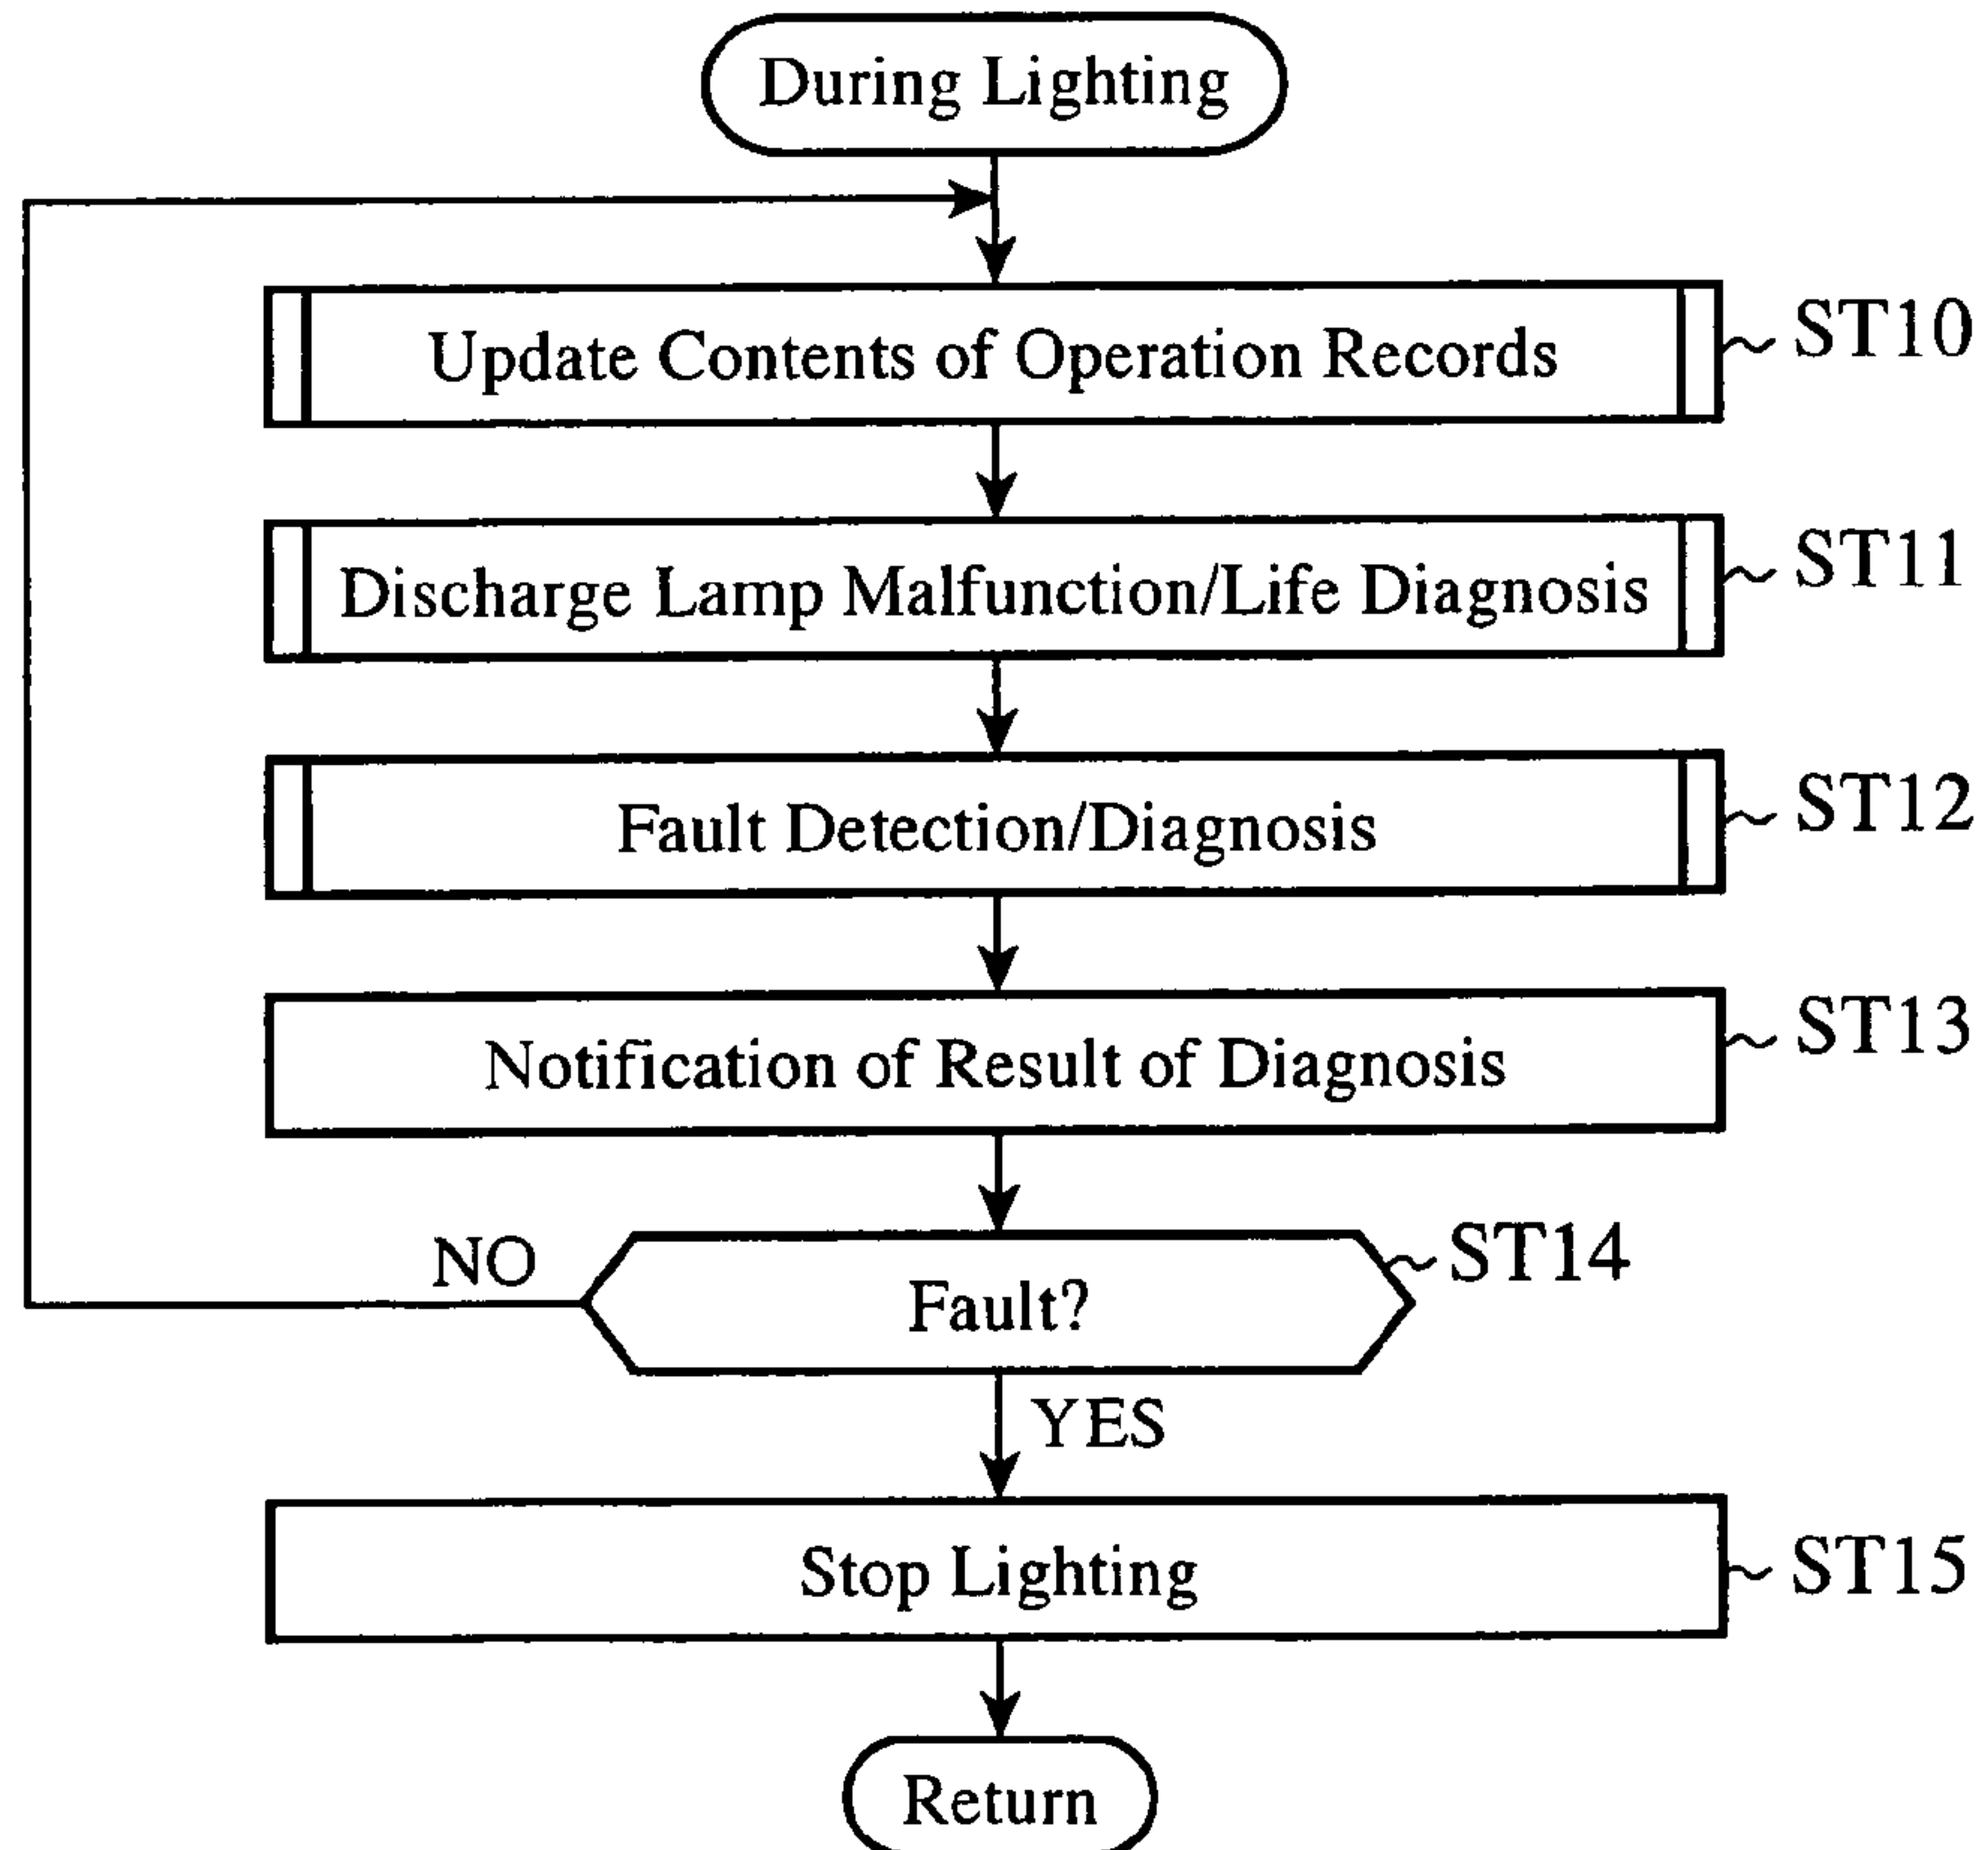 During Lighting
Update Contents of Operation Records
ST10
Discharge Lamp Malfunction/Life Diagnosis
ST11
Fault Detection/Diagnosis
ST12
Notification of Result of Diagnosis
ST13
NO
Fault?
ST14
YES
Stop Lighting
ST15
Return